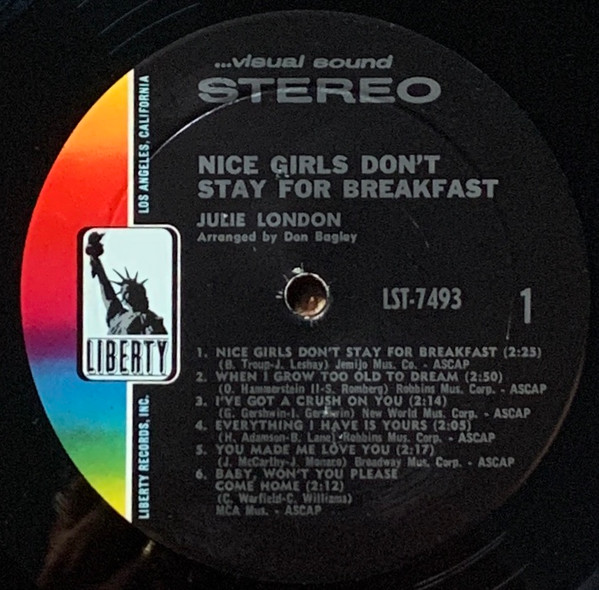 ...visual sound
STEREO
NICE GIRLS DON'T
STAY FOR BREAKFAST
JULIE LONDON
Arranged by Don Bagley
LST-7493
1
1. NICE GIRLS DON'T STAY FOR BREAKFAST (2:25)
(B. Troup-J. Leshay) Jemijo Mus. Co. - ASCAP
2. WHEN I GROW TOO OLD TO DREAM (2:50)
(O. Hammerstein II-S. Romberg) Robbins Mus. Corp. - ASCAP
3. I'VE GOT A CRUSH ON YOU (2:14)
(G. Gershwin-I. Gershwin) New World Mus. Corp. - ASCAP
4. EVERYTHING I HAVE IS YOURS (2:05)
(H. Adamson-B. Lane) Robbins Mus. Corp. - ASCAP
5. YOU MADE ME LOVE YOU (2:17)
(J. McCarthy-J. Monaco) Broadway Mus. Corp. - ASCAP
6. BABY, WON'T YOU PLEASE
COME HOME (2:12)
(C. Warfield-C. Williams)
MCA Mus. - ASCAP
LIBERTY
LIBERTY RECORDS, INC.
LOS ANGELES, CALIFORNIA